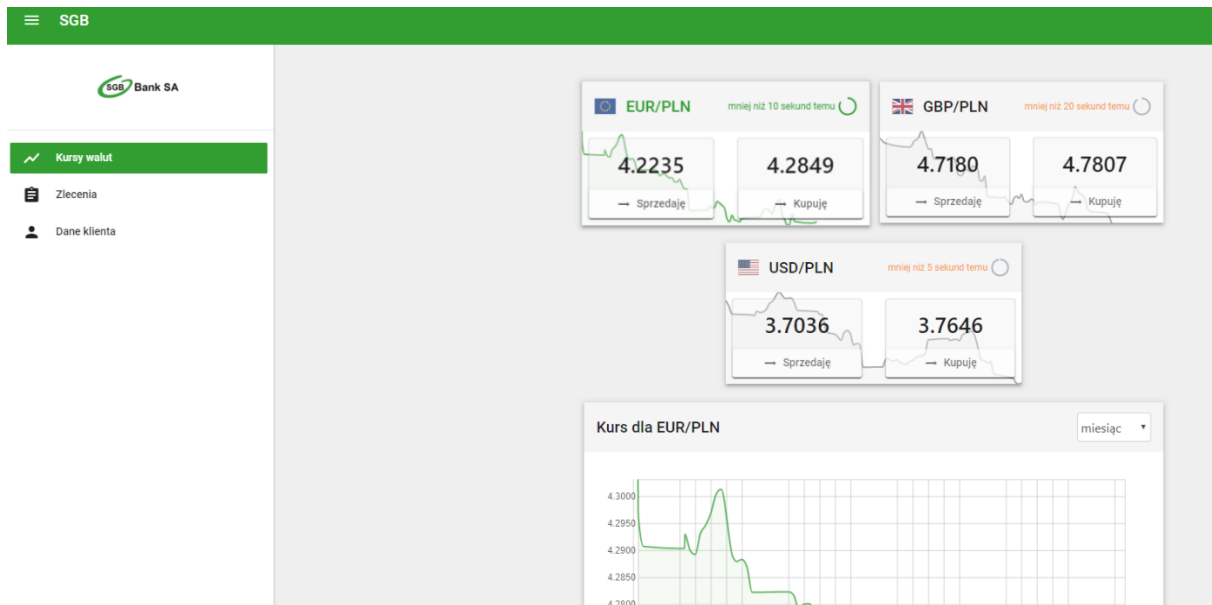 SGB
SGB Bank SA
Kursy walut
Zlecenia
Dane klienta
EUR/PLN mniej niż 10 sekund temu
4.2235 4.2849
→ Sprzedaję → Kupuję
GBP/PLN mniej niż 20 sekund temu
4.7180 4.7807
→ Sprzedaję → Kupuję
USD/PLN mniej niż 5 sekund temu
3.7036 3.7646
→ Sprzedaję → Kupuję
Kurs dla EUR/PLN miesiąc
4.3000
4.2950
4.2900
4.2850
4.2800